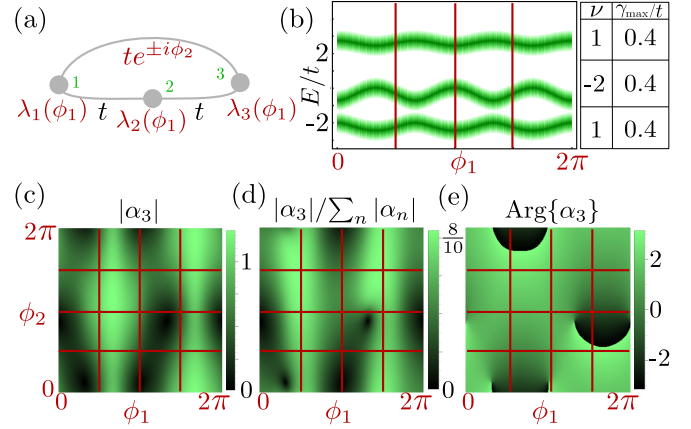 (a)
te^{±iϕ₂}
1
2
3
λ₁(ϕ₁)
t
λ₂(ϕ₁)
t
λ₃(ϕ₁)
(b)
E/t
2
-2
0
ϕ₁
2π
ν γ_max/t
1 0.4
-2 0.4
1 0.4
(c)
|α₃|
2π
ϕ₂
0
0
ϕ₁
2π
1
(d)
|α₃|/∑ₙ|αₙ|
0
ϕ₁
2π
8/10
0
(e)
Arg{α₃}
0
ϕ₁
2π
2
0
-2